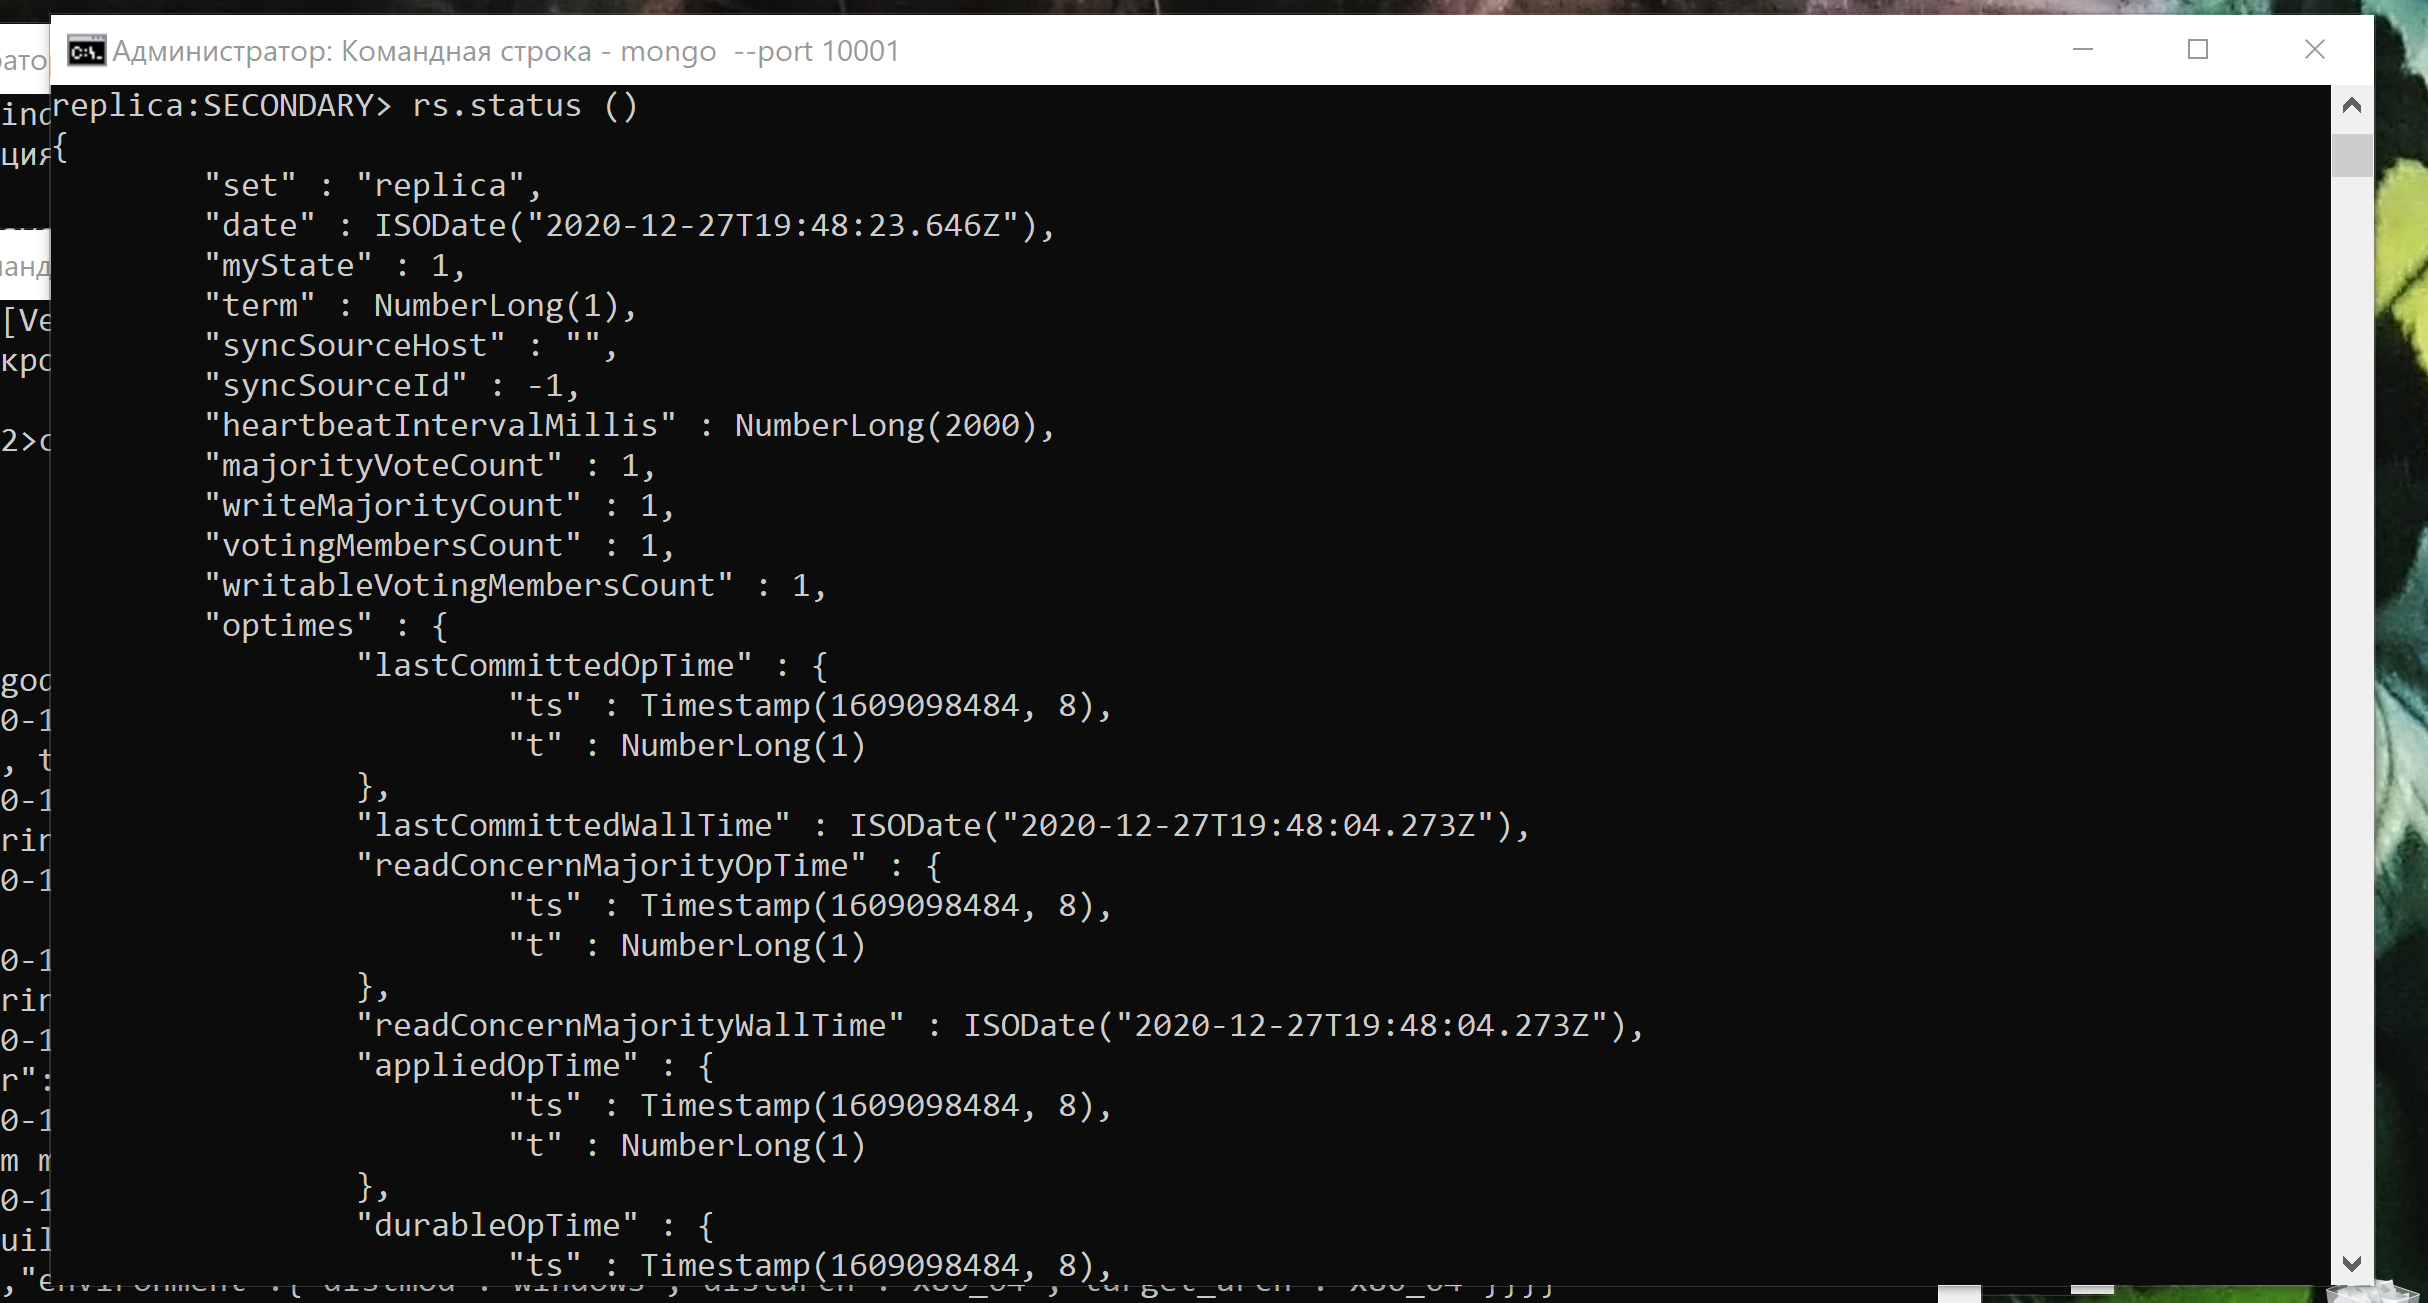 Администратор: Командная строка - mongo  --port 10001
replica:SECONDARY> rs.status ()
{
"set" : "replica",
"date" : ISODate("2020-12-27T19:48:23.646Z"),
"myState" : 1,
"term" : NumberLong(1),
"syncSourceHost" : "",
"syncSourceId" : -1,
"heartbeatIntervalMillis" : NumberLong(2000),
"majorityVoteCount" : 1,
"writeMajorityCount" : 1,
"votingMembersCount" : 1,
"writableVotingMembersCount" : 1,
"optimes" : {
"lastCommittedOpTime" : {
"ts" : Timestamp(1609098484, 8),
"t" : NumberLong(1)
},
"lastCommittedWallTime" : ISODate("2020-12-27T19:48:04.273Z"),
"readConcernMajorityOpTime" : {
"ts" : Timestamp(1609098484, 8),
"t" : NumberLong(1)
},
"readConcernMajorityWallTime" : ISODate("2020-12-27T19:48:04.273Z"),
"appliedOpTime" : {
"ts" : Timestamp(1609098484, 8),
"t" : NumberLong(1)
},
"durableOpTime" : {
"ts" : Timestamp(1609098484, 8),